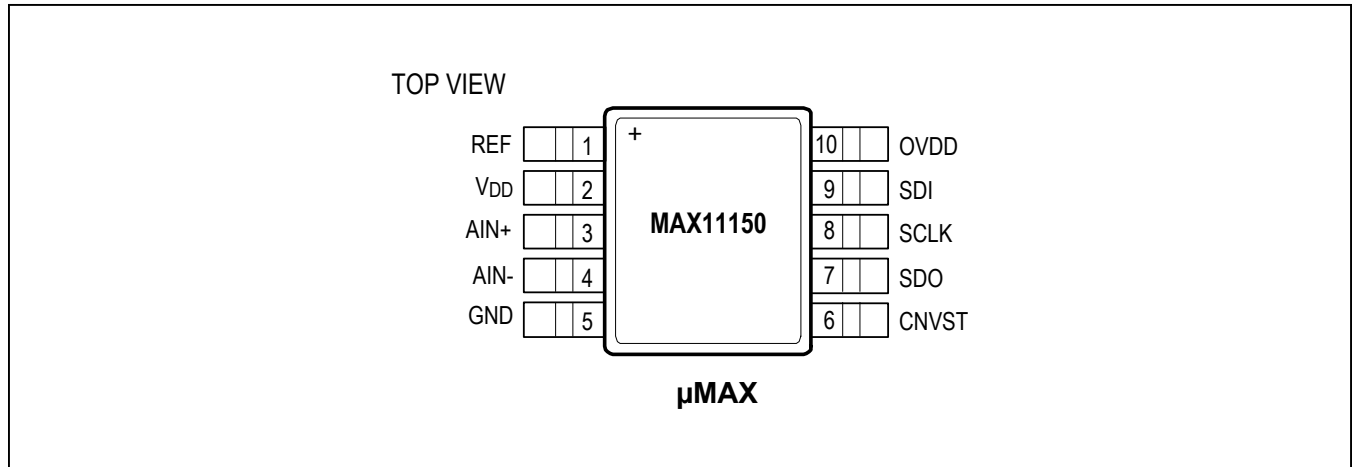 TOP VIEW
REF 1 + 10 OVDD
VDD 2 9 SDI
AIN+ 3 MAX11150 8 SCLK
AIN- 4 7 SDO
GND 5 6 CNVST
µMAX